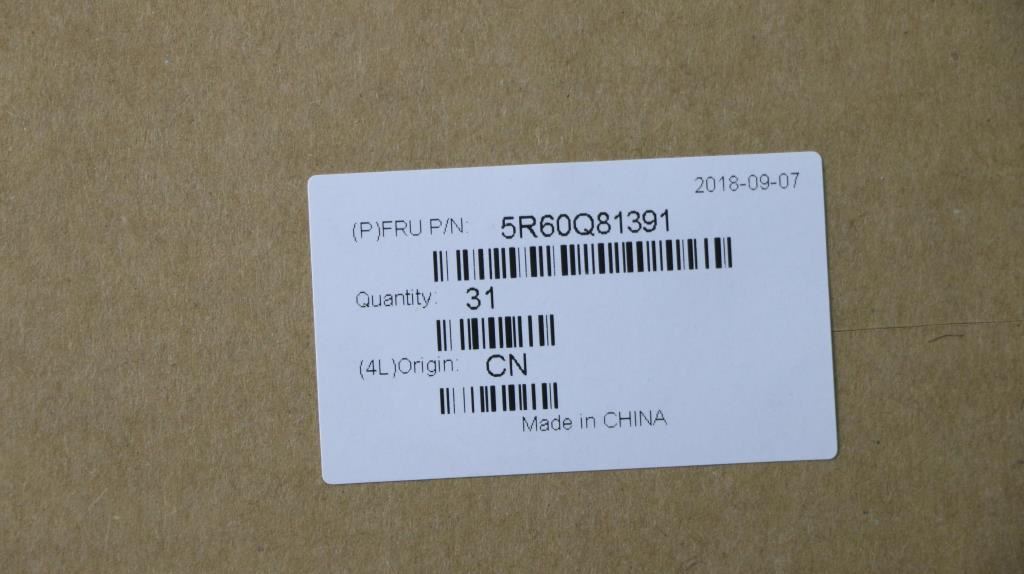 2018-09-07
(P)FRU P/N: 5R60Q81391
Quantity: 31
(4L)Origin: CN
Made in CHINA